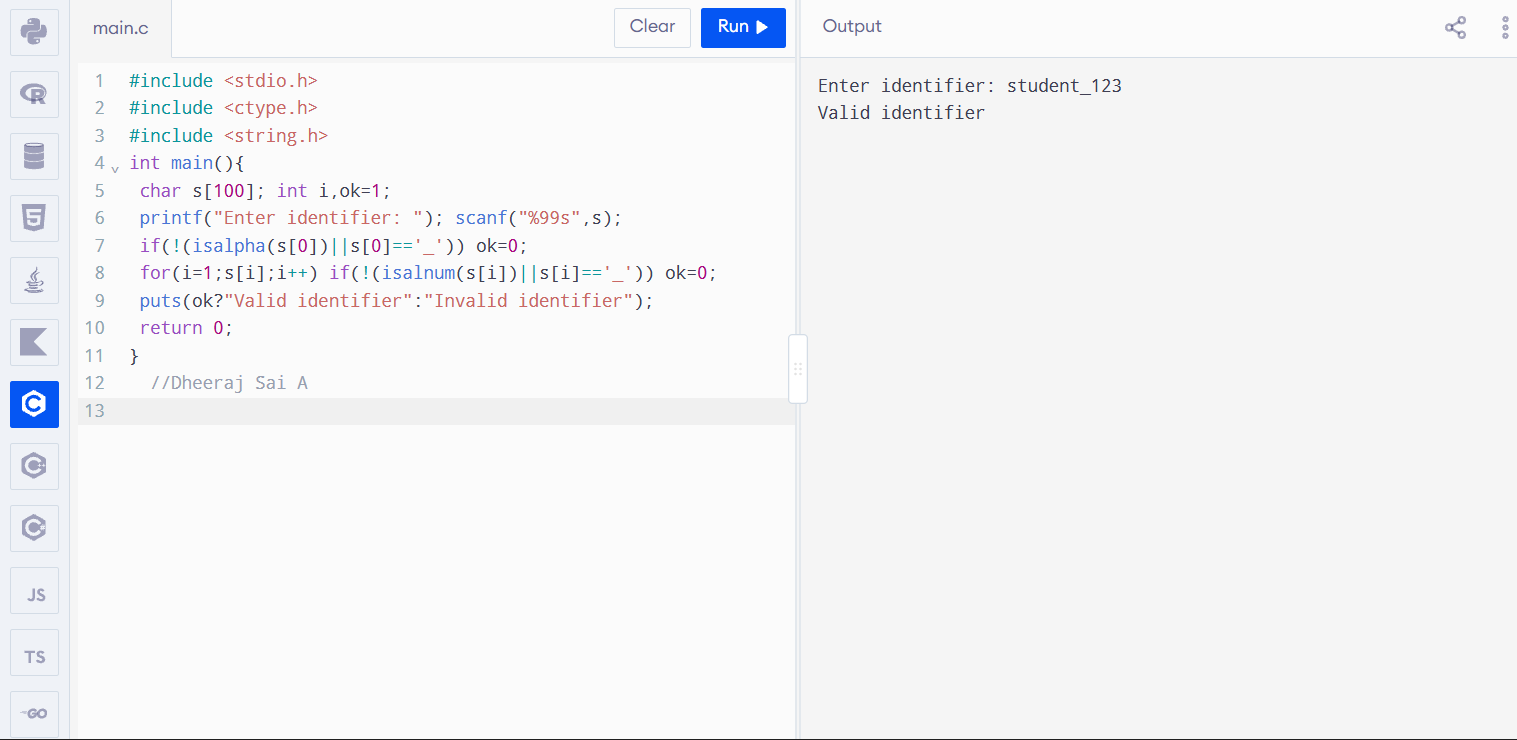 main.c
Clear
Run
Output
1 #include <stdio.h>
2 #include <ctype.h>
3 #include <string.h>
4 int main(){
5 char s[100]; int i,ok=1;
6 printf("Enter identifier: "); scanf("%99s",s);
7 if(!(isalpha(s[0])||s[0]=='_')) ok=0;
8 for(i=1;s[i];i++) if(!(isalnum(s[i])||s[i]=='_')) ok=0;
9 puts(ok?"Valid identifier":"Invalid identifier");
10 return 0;
11 }
12 //Dheeraj Sai A
13
Enter identifier: student_123
Valid identifier
R
5
C
C
C
JS
TS
GO